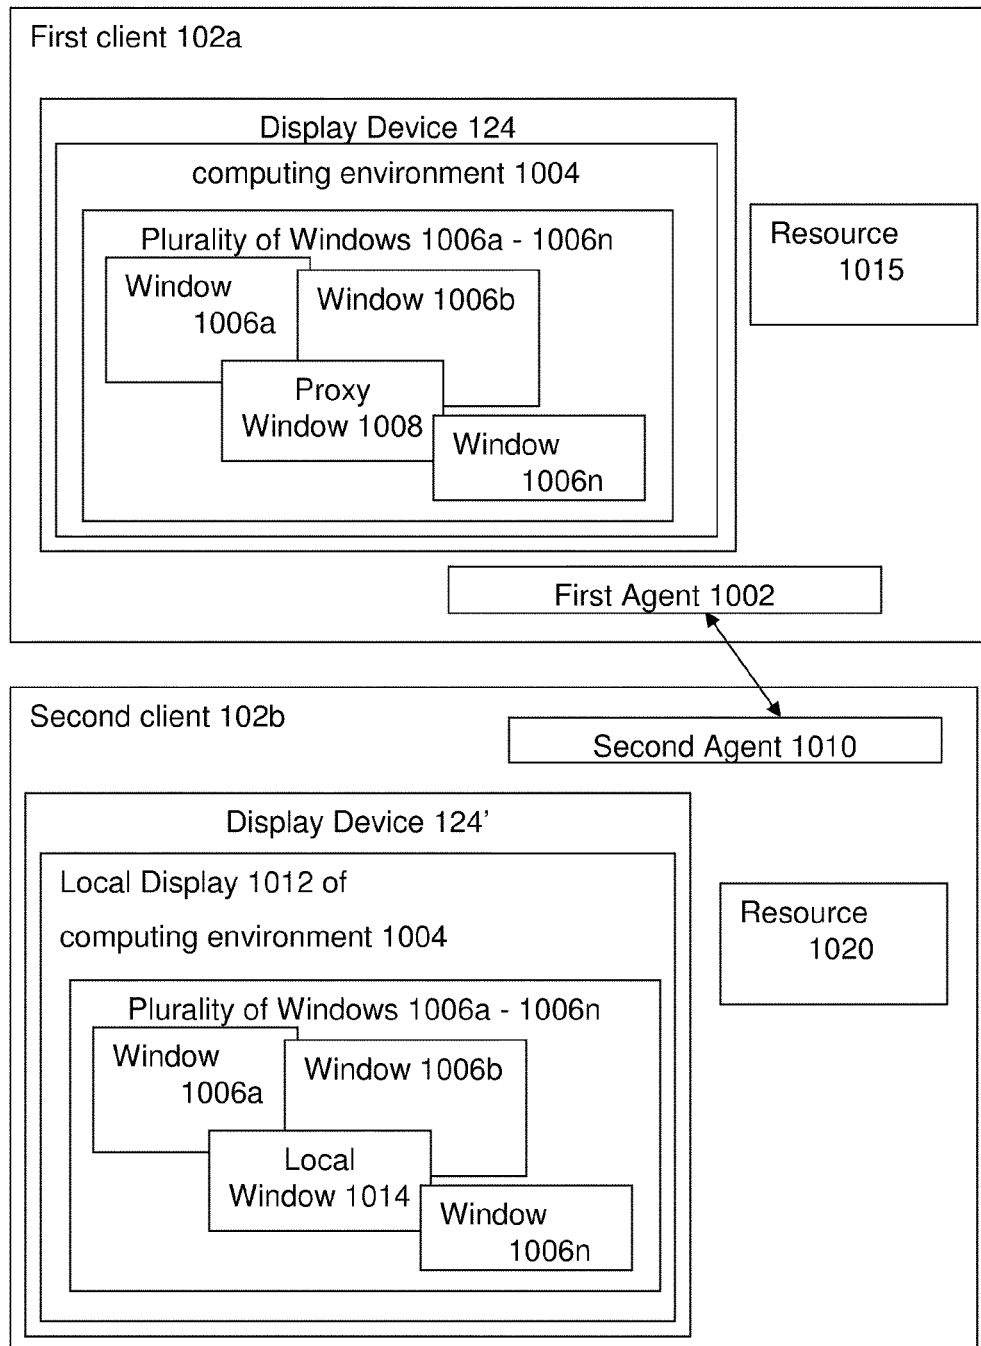 First client 102a
Display Device 124
computing environment 1004
Plurality of Windows 1006a - 1006n
Window
1006a
Window 1006b
Proxy
Window 1008
Window
1006n
Resource
1015
First Agent 1002
Second client 102b
Second Agent 1010
Display Device 124’
Local Display 1012 of
computing environment 1004
Plurality of Windows 1006a - 1006n
Window
1006a
Window 1006b
Local
Window 1014
Window
1006n
Resource
1020